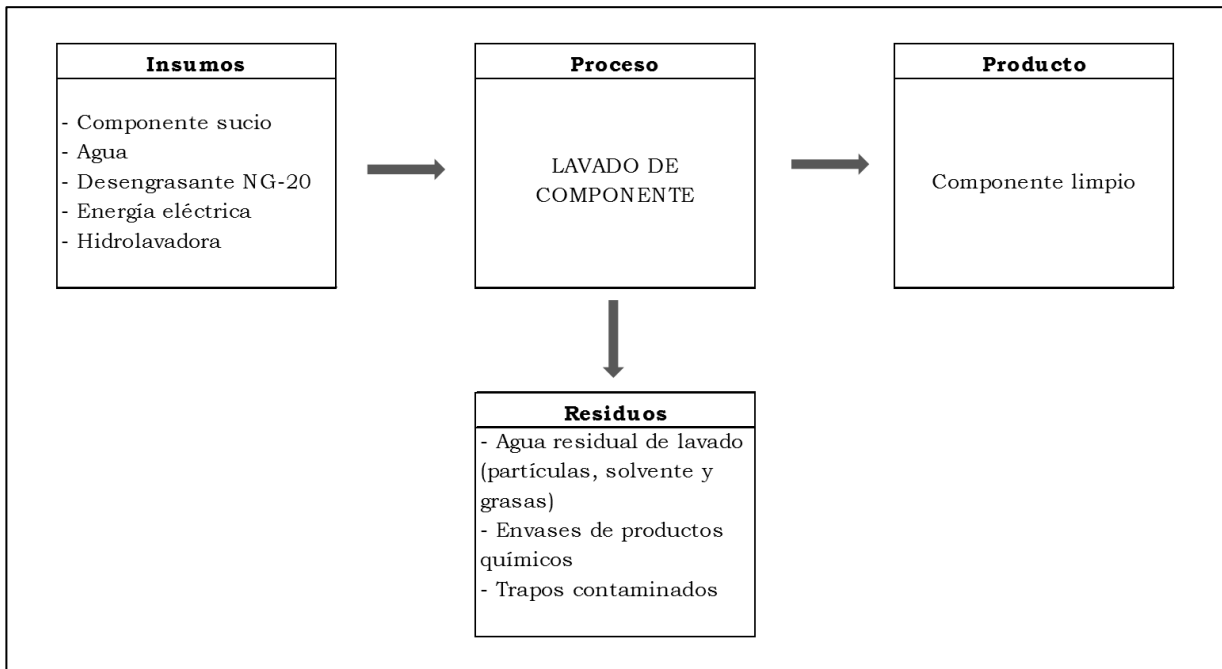 Insumos
- Componente sucio
- Agua
- Desengrasante NG-20
- Energía eléctrica
- Hidrolavadora
Proceso
LAVADO DE
COMPONENTE
Producto
Componente limpio
Residuos
- Agua residual de lavado
(partículas, solvente y
grasas)
- Envases de productos
químicos
- Trapos contaminados